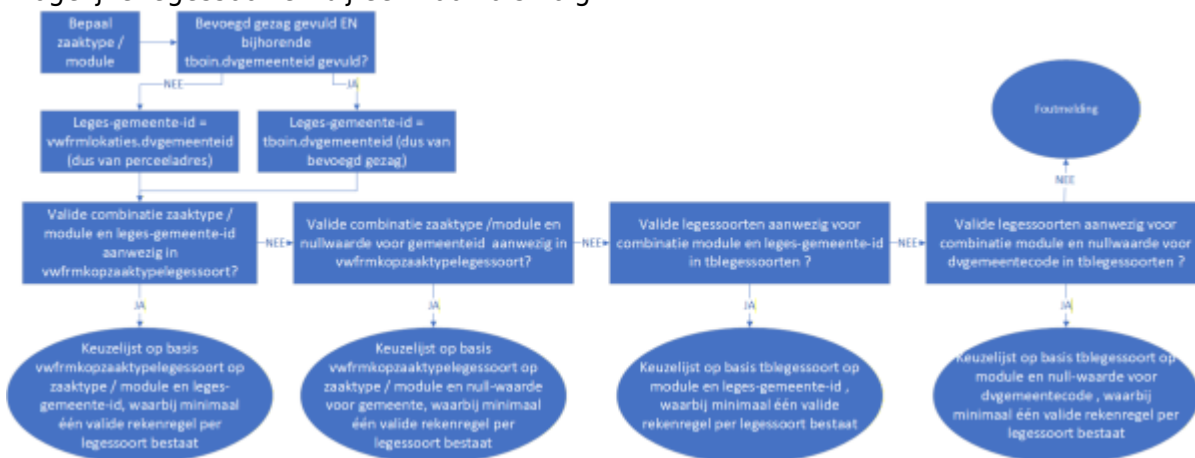 Bepaal
zaaktype /
module
Bevoegd gezag gevuld EN
bijhorende
tboin.dvgemeenteid gevuld?
NEE
JA
Leges-gemeente-id =
vwfrmlokaties.dvgemeenteid
(dus van perceeladres)
Leges-gemeente-id =
tboin.dvgemeenteid (dus van
bevoegd gezag)
Foutmelding
NEE
Valide combinatie zaaktype /
module en leges-gemeente-id
aanwezig in
vwfrmkopzaaktypelegessoort?
NEE
Valide combinatie zaaktype /module en
nullwaarde voor gemeenteid aanwezig in
vwfrmkopzaaktypelegessoort?
NEE
Valide legessoorten aanwezig voor
combinatie module en leges-gemeente-id
in tblegessoorten ?
NEE
Valide legessoorten aanwezig voor
combinatie module en nullwaarde voor
dvgemeentecode in tblegessoorten ?
JA
JA
JA
JA
Keuzelijst op basis
vwfrmkopzaaktypelegessoort op
zaaktype / module en leges-
gemeente-id, waarbij minimaal
één valide rekenregel per
legessoort bestaat
Keuzelijst op basis
vwfrmkopzaaktypelegessoort op
zaaktype / module en null-waarde
voor gemeente, waarbij minimaal
één valide rekenregel per
legessoort bestaat
Keuzelijst op basis tblegessoort op
module en leges-gemeente-id ,
waarbij minimaal één valide
rekenregel per legessoort bestaat
Keuzelijst op basis tblegessoort op
module en null-waarde voor
dvgemeentecode , waarbij
minimaal één valide rekenregel per
legessoort bestaat